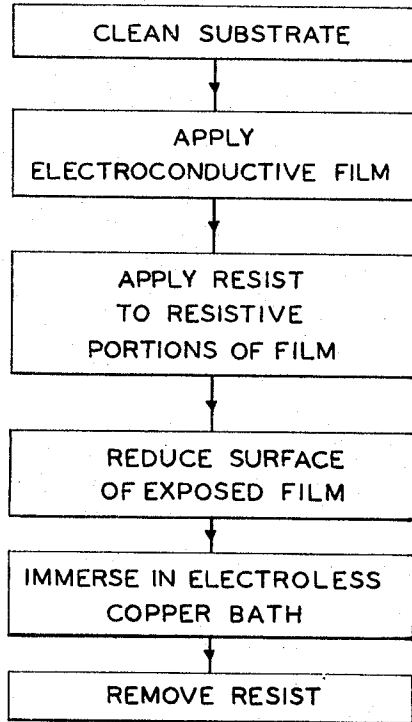 CLEAN SUBSTRATE
APPLY
ELECTROCONDUCTIVE FILM
APPLY RESIST
TO RESISTIVE
PORTIONS OF FILM
REDUCE SURFACE
OF EXPOSED FILM
IMMERSE IN ELECTROLESS
COPPER BATH
REMOVE RESIST